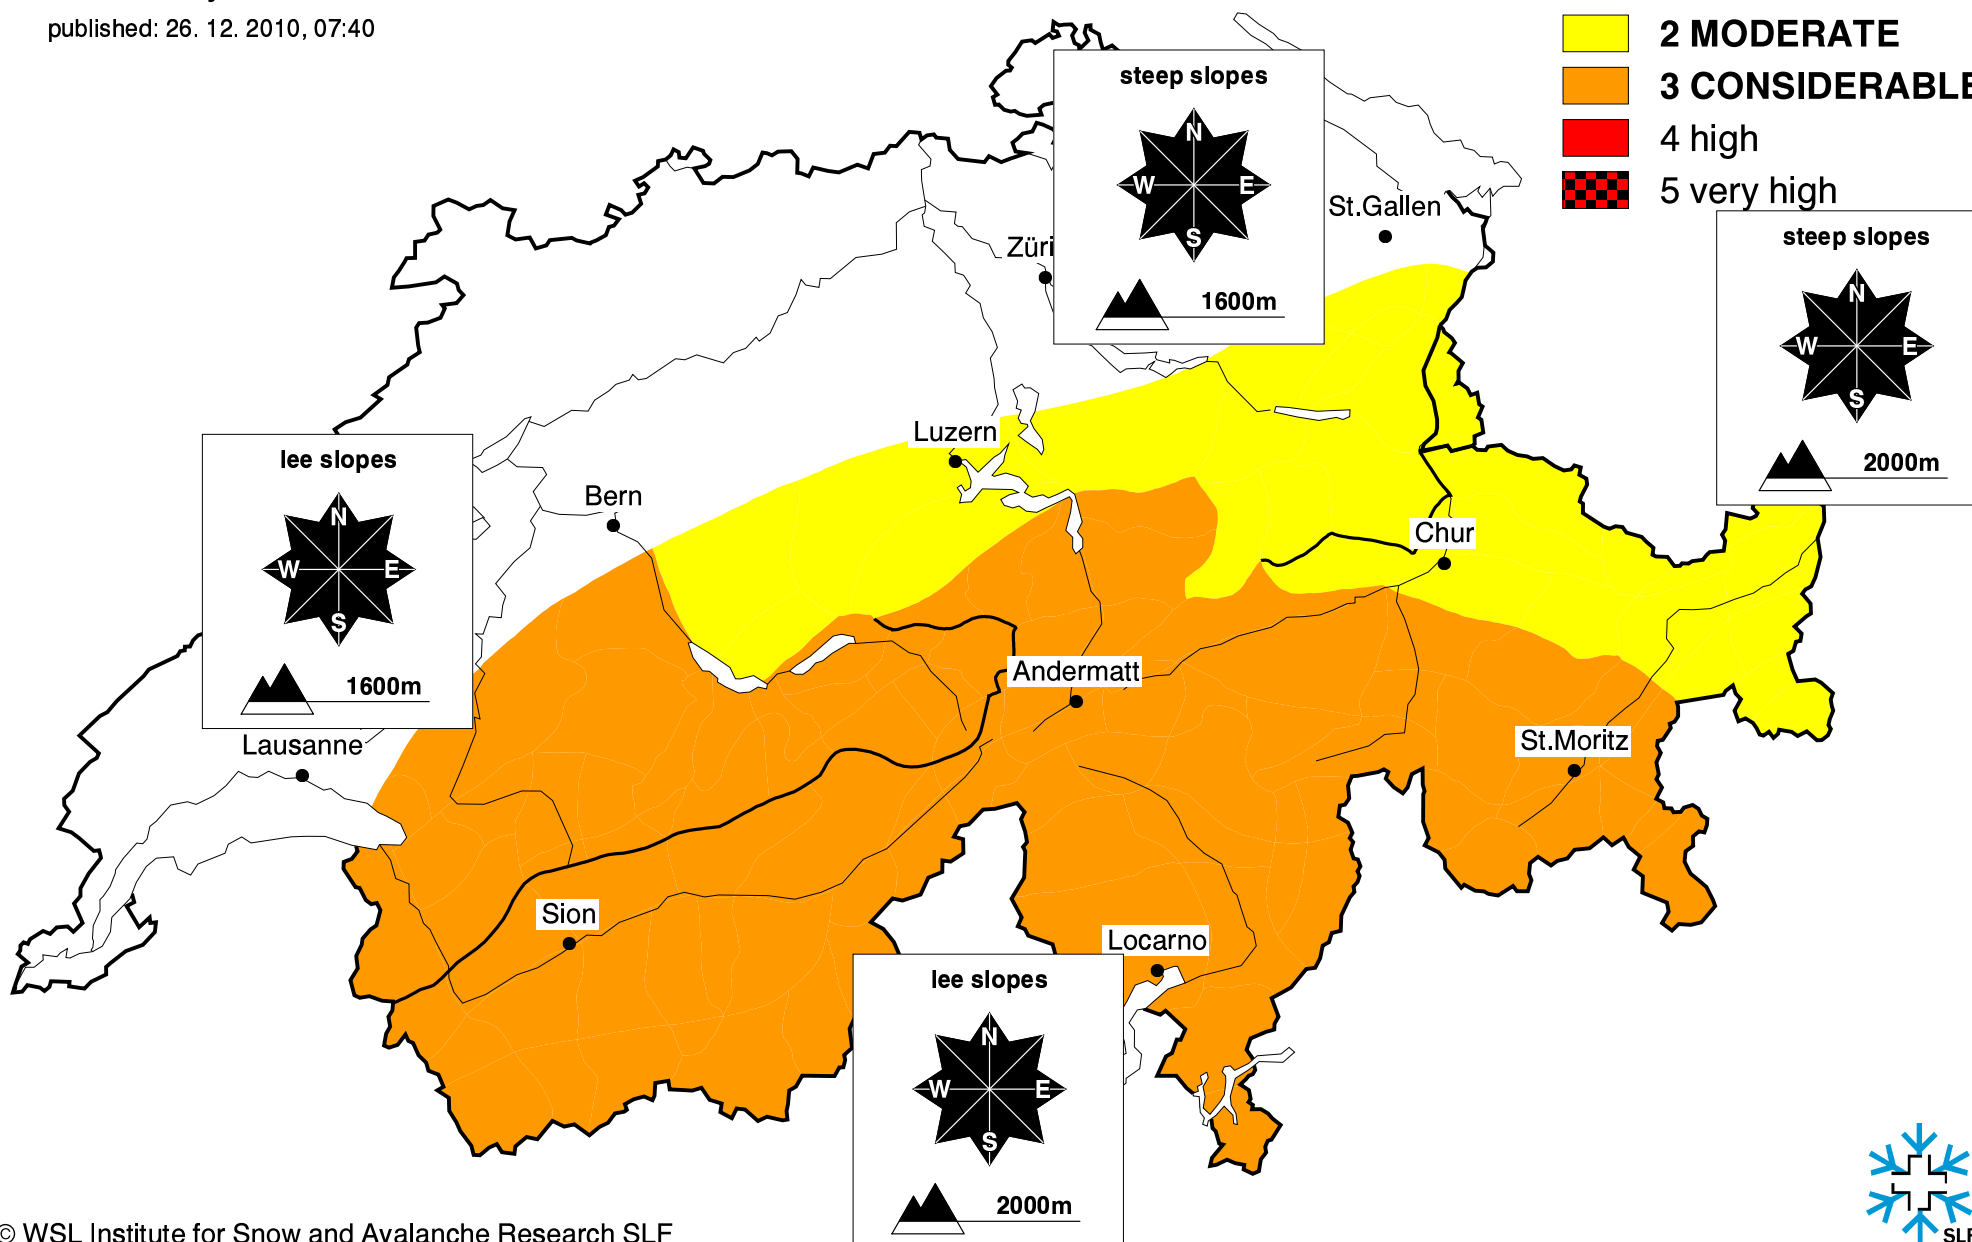 published: 26. 12. 2010, 07:40
2 MODERATE
3 CONSIDERABLE
4 high
5 very high
steep slopes
N
W E
S
1600m
St.Gallen
Züri
steep slopes
N
W E
S
2000m
Luzern
lee slopes
N
W E
S
1600m
Bern
Chur
Andermatt
Lausanne
St.Moritz
Sion
Locarno
lee slopes
N
W E
S
2000m
© WSL Institute for Snow and Avalanche Research SLF
SLF